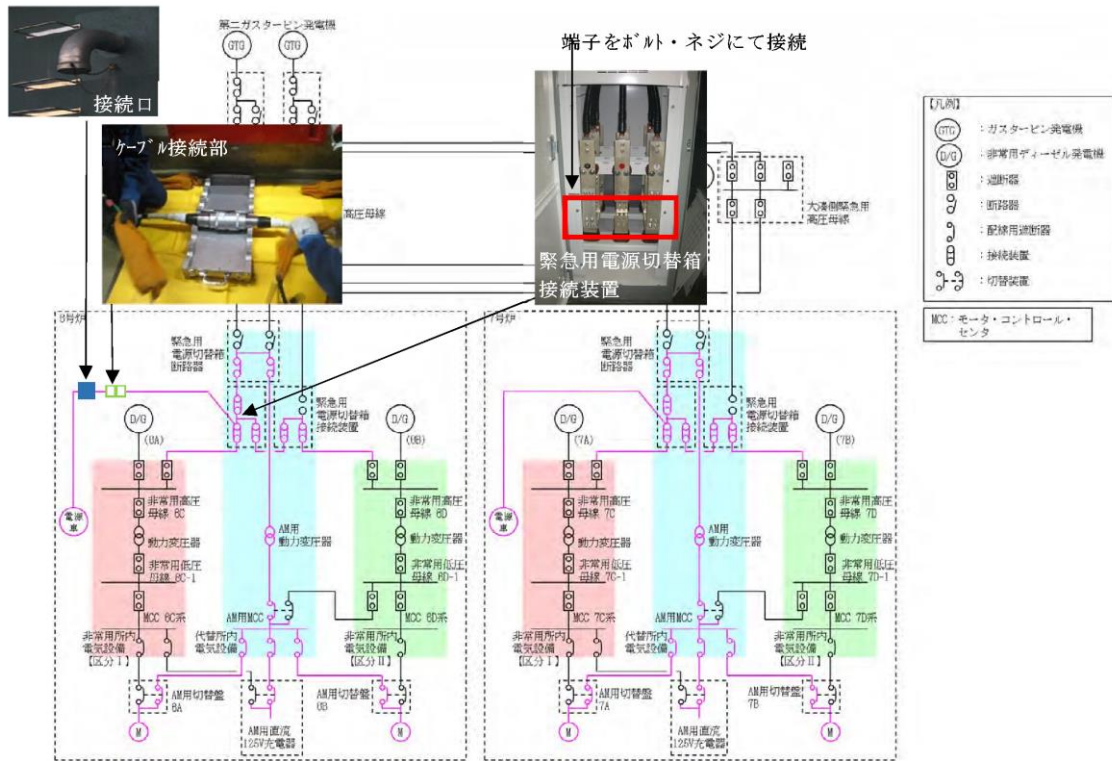 第二ガスタービン発電機
GTG
GTG
接続口
ケーブル接続部
高圧母線
端子をボルト・ネジにて接続
緊急用電源切替箱
接続装置
大湊側緊急用
高圧母線
【凡例】
GTG
：ガスタービン発電機
D/G
：非常用ディーゼル発電機
：遮断器
：断路器
：配線用遮断器
：接続装置
：切替装置
MCC：モータ・コントロール・
センタ
緊急用
電源切替箱
断路器
緊急用
電源切替箱
接続装置
D/G
D/G
電源
車
非常用高圧
母線 6C
動力変圧器
非常用低圧
母線 6C-1
MCC 6C系
非常用所内
電気設備
【区分Ⅰ】
AM用
動力変圧器
AM用MCC
代替所内
電気設備
非常用高圧
母線 6D
動力変圧器
非常用低圧
母線 6D-1
MCC 6D系
非常用所内
電気設備
【区分Ⅱ】
AM用切替盤
6A
AM用切替盤
6B
M
AM用直流
125V充電器
M
7号炉
緊急用
電源切替箱
断路器
緊急用
電源切替箱
接続装置
D/G
(7A)
D/G
(7B)
電源
車
非常用高圧
母線 7C
動力変圧器
非常用低圧
母線 7C-1
MCC 7C系
非常用所内
電気設備
【区分Ⅰ】
AM用
動力変圧器
AM用MCC
代替所内
電気設備
非常用高圧
母線 7D
動力変圧器
非常用低圧
母線 7D-1
MCC 7D系
非常用所内
電気設備
【区分Ⅱ】
AM用切替盤
7A
AM用切替盤
7B
M
AM用直流
125V充電器
M